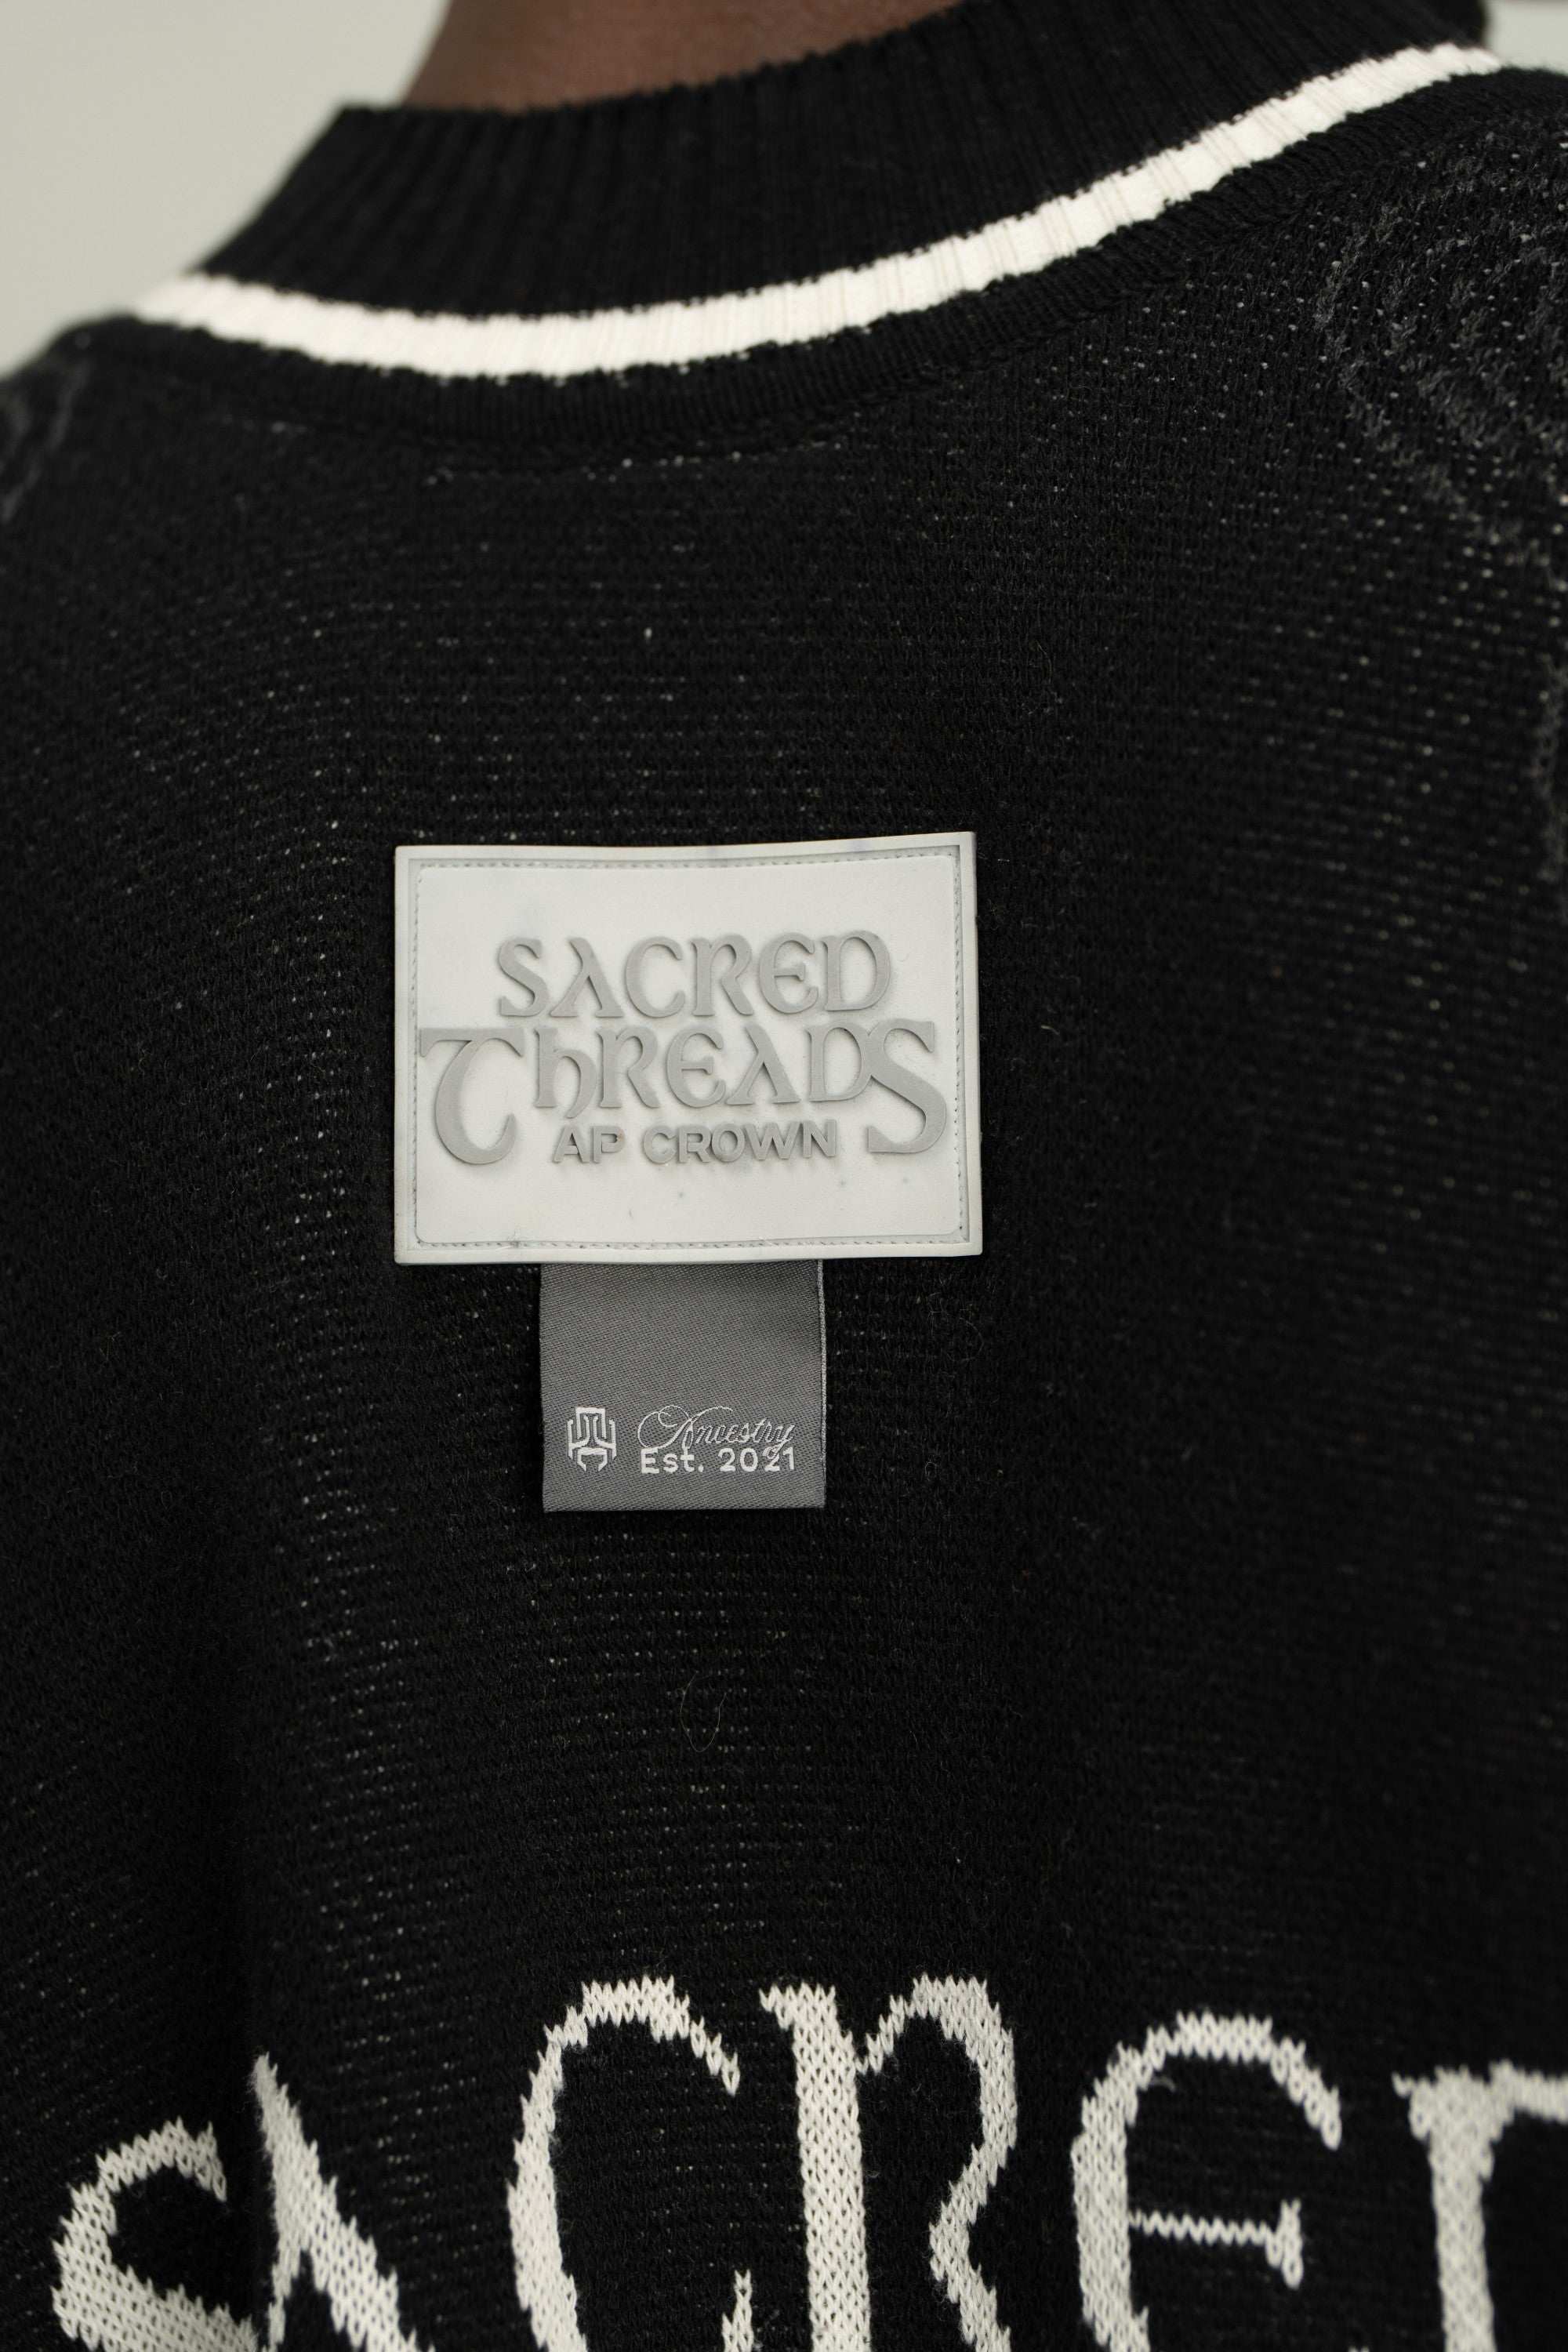 SACRED
ThREADS
AP CROWN
Ancestry
Est. 2021
SACRED